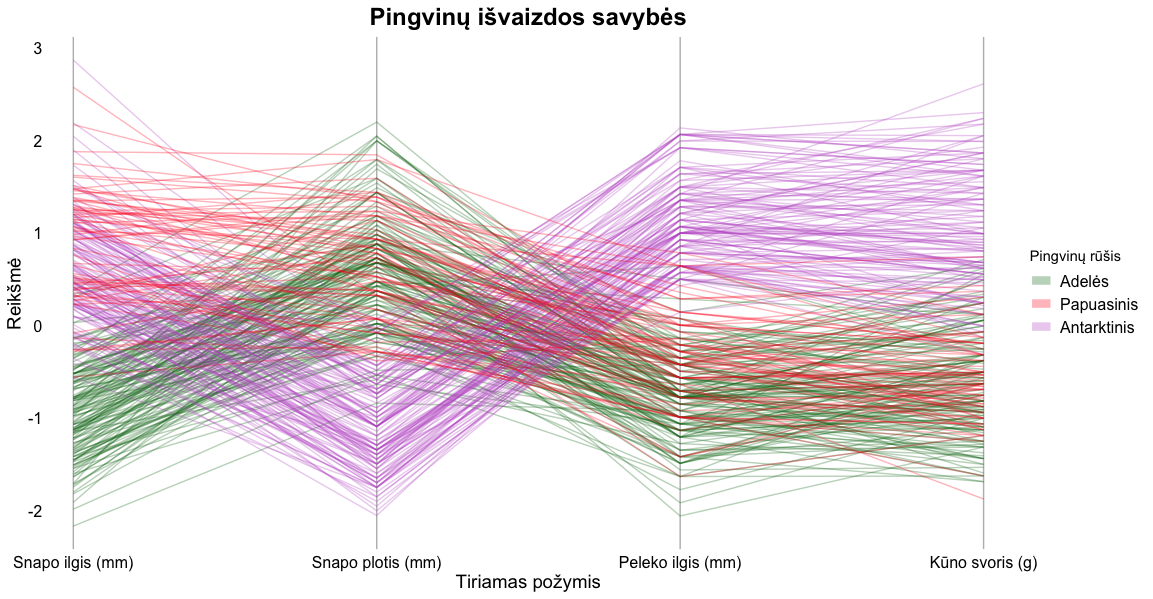 Pingvinų išvaizdos savybės
3
2
1
0
-1
-2
Reikšmė
Snapo ilgis (mm)
Snapo plotis (mm)
Peleko ilgis (mm)
Kūno svoris (g)
Tiriamas požymis
Pingvinų rūšis
Adelės
Papuasinis
Antarktinis